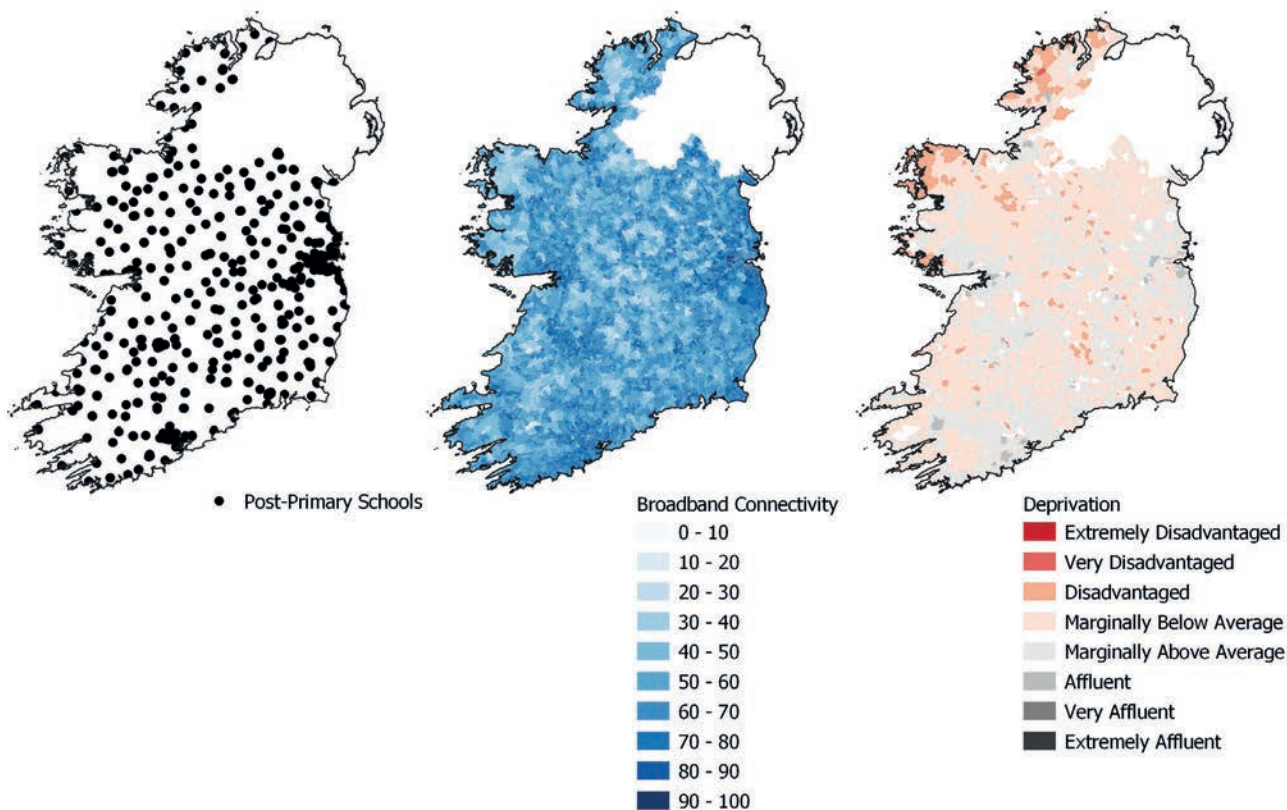 Post-Primary Schools
Broadband Connectivity
0 - 10
10 - 20
20 - 30
30 - 40
40 - 50
50 - 60
60 - 70
70 - 80
80 - 90
90 - 100
Deprivation
Extremely Disadvantaged
Very Disadvantaged
Disadvantaged
Marginally Below Average
Marginally Above Average
Affluent
Very Affluent
Extremely Affluent